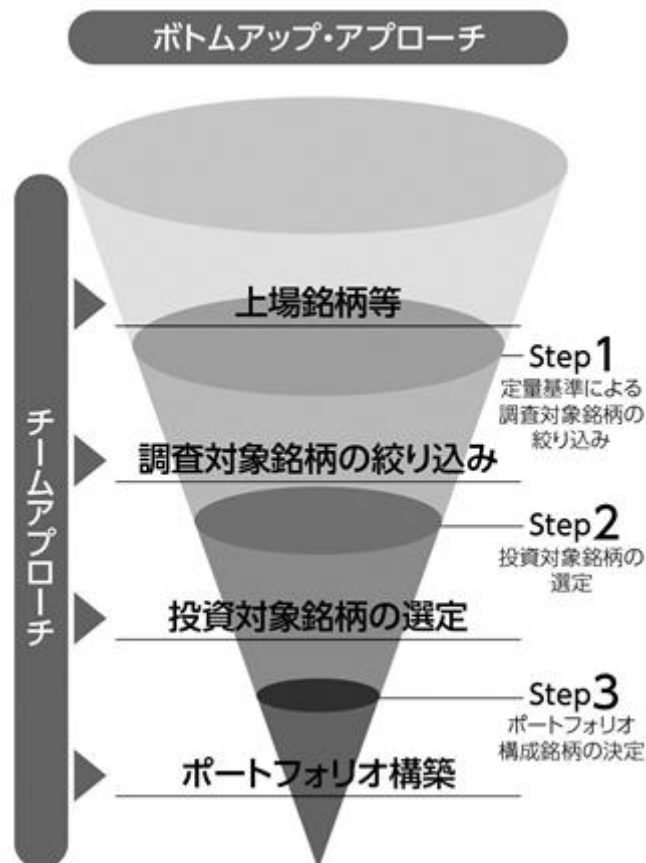 ボトムアップ・アプローチ
チームアプローチ
上場銘柄等
Step1
定量基準による
調査対象銘柄の
絞り込み
調査対象銘柄の絞り込み
Step2
投資対象銘柄の
選定
投資対象銘柄の選定
Step3
ポートフォリオ
構成銘柄の決定
ポートフォリオ構築